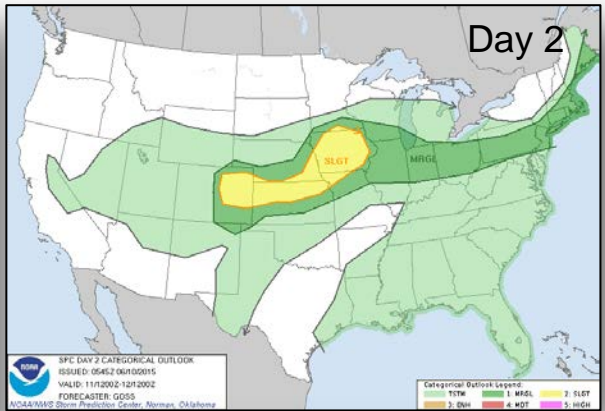 Day 2
SLGT
MRGL
NOAA
SPC DAY 2 CATEGORICAL OUTLOOK
ISSUED: 0545Z 06/10/2015
VALID: 11/1200Z-12/1200Z
FORECASTER: GOSS
NOAA/NWS Storm Prediction Center, Norman, Oklahoma
Categorical Outlook Legend:
TSTM 1: MRGL 2: SLGT
3: ENH 4: MDT 5: HIGH